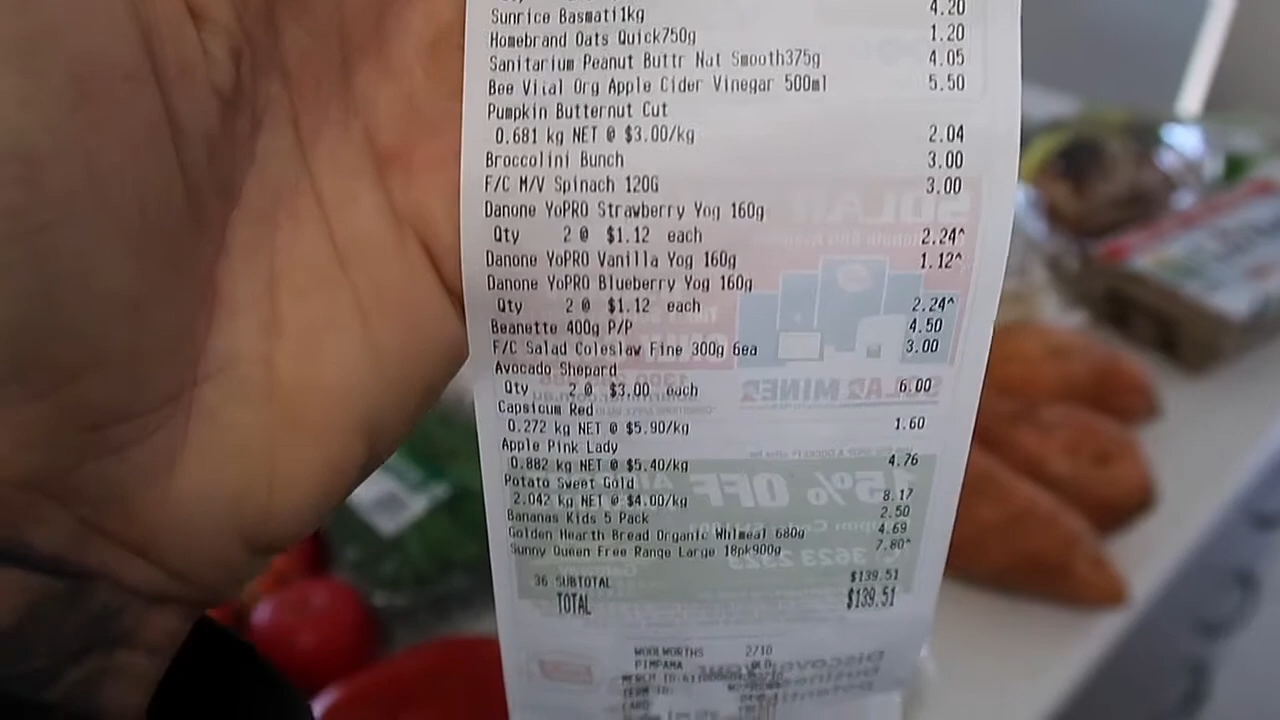 4.20
Sunrice Basmati1kg 1.20
Homebrand Oats Quick750g 4.05
Sanitarium Peanut Buttr Nat Smooth375g 5.50
Bee Vital Org Apple Cider Vinegar 500ml
Pumpkin Butternut Cut
0.681 kg NET @ $3.00/kg 2.04
Broccolini Bunch 3.00
F/C M/V Spinach 120G 3.00
Danone YoPRO Strawberry Yog 160g
Qty 2 @ $1.12 each 2.24^
Danone YoPRO Vanilla Yog 160g 1.12^
Danone YoPRO Blueberry Yog 160g
Qty 2 @ $1.12 each 2.24^
Beanette 400g P/P 4.50
F/C Salad Coleslaw Fine 300g 6ea 3.00
Avocado Shepard
Qty 2 @ $3.00 each 6.00
Capsicum Red
0.272 kg NET @ $5.90/kg 1.60
Apple Pink Lady
0.882 kg NET @ $5.40/kg 4.76
Potato Sweet Gold
2.042 kg NET @ $4.00/kg 8.17
Bananas Kids 5 Pack 2.50
Golden Hearth Bread Organic Whlmeal 680g 4.69
Sunny Queen Free Range Large 18pk900g 7.80^
36 SUBTOTAL $139.51
TOTAL $139.51
WOOLWORTHS 2/10
PIMPAMA QLD
MERCH ID:
TERM ID:
CARD: